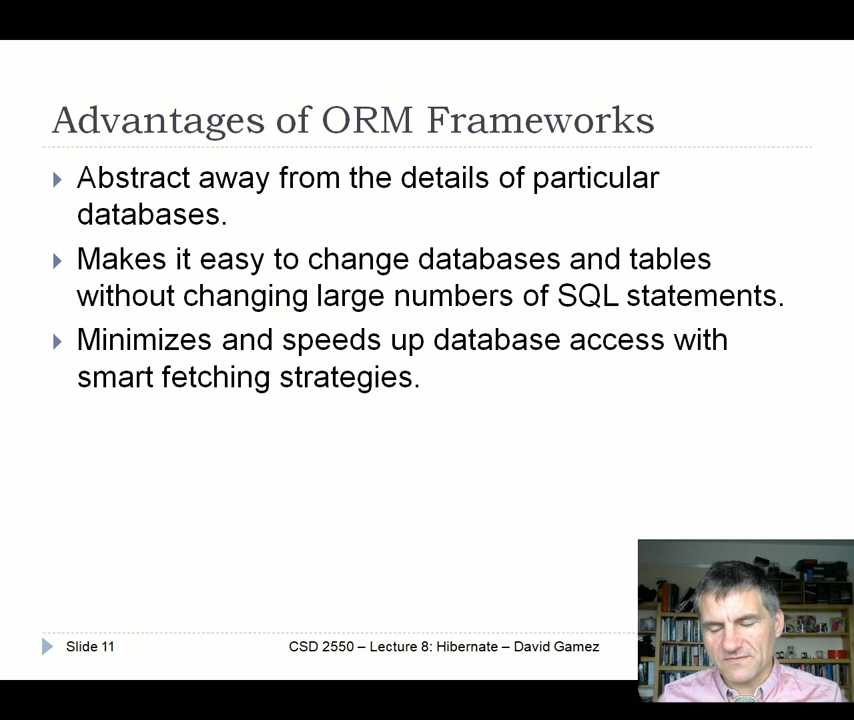 Advantages of ORM Frameworks
Abstract away from the details of particular
databases.
Makes it easy to change databases and tables
without changing large numbers of SQL statements.
Minimizes and speeds up database access with
smart fetching strategies.
Slide 11
CSD 2550 – Lecture 8: Hibernate – David Gamez